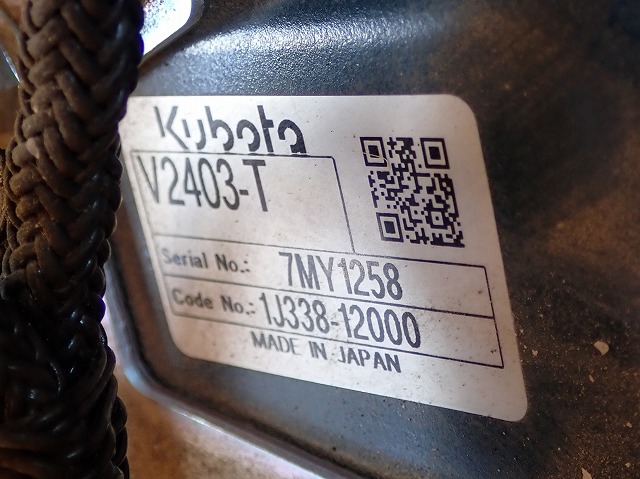 Kubota
V2403-T
Serial No.: 7MY1258
Code No.: 1J338-12000
MADE IN JAPAN